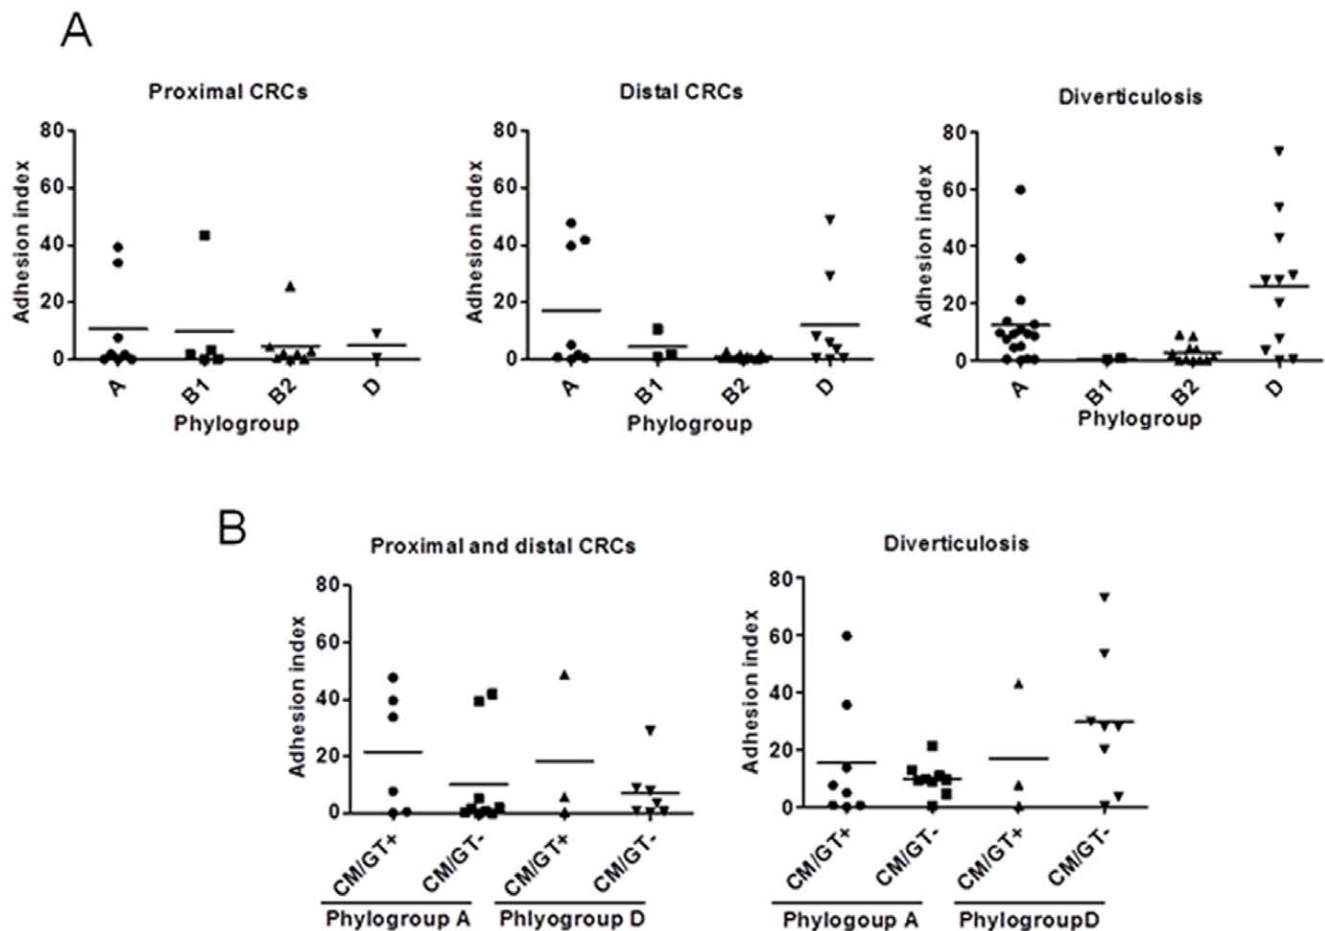 A
Proximal CRCs
Adhesion index
80
60
40
20
0
A
B1
B2
D
Phylogroup
Distal CRCs
Adhesion index
80
60
40
20
0
A
B1
B2
D
Phylogroup
Diverticulosis
Adhesion index
80
60
40
20
0
A
B1
B2
D
Phylogroup
B
Proximal and distal CRCs
Adhesion index
80
60
40
20
0
CM/GT+
CM/GT-
CM/GT+
CM/GT-
Phylogroup A
Phlyogroup D
Diverticulosis
Adhesion index
80
60
40
20
0
CM/GT+
CM/GT-
CM/GT+
CM/GT-
Phylogoup A
PhylogroupD